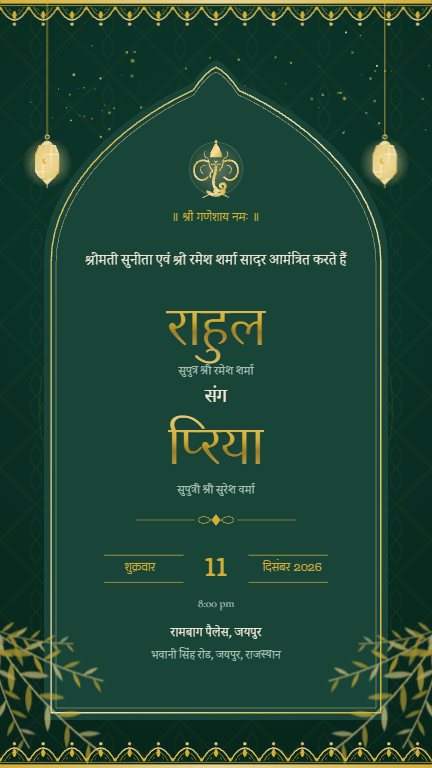 ॥ श्री गणेशाय नमः ॥
श्रीमती सुनीता एवं श्री रमेश शर्मा सादर आमंत्रित करते हैं
राहुल
सुपुत्र श्री रमेश शर्मा
संग
प्रिया
सुपुत्री श्री सुरेश वर्मा
शुक्रवार 11 दिसंबर 2026
8:00 pm
रामबाग पैलेस, जयपुर
भवानी सिंह रोड, जयपुर, राजस्थान